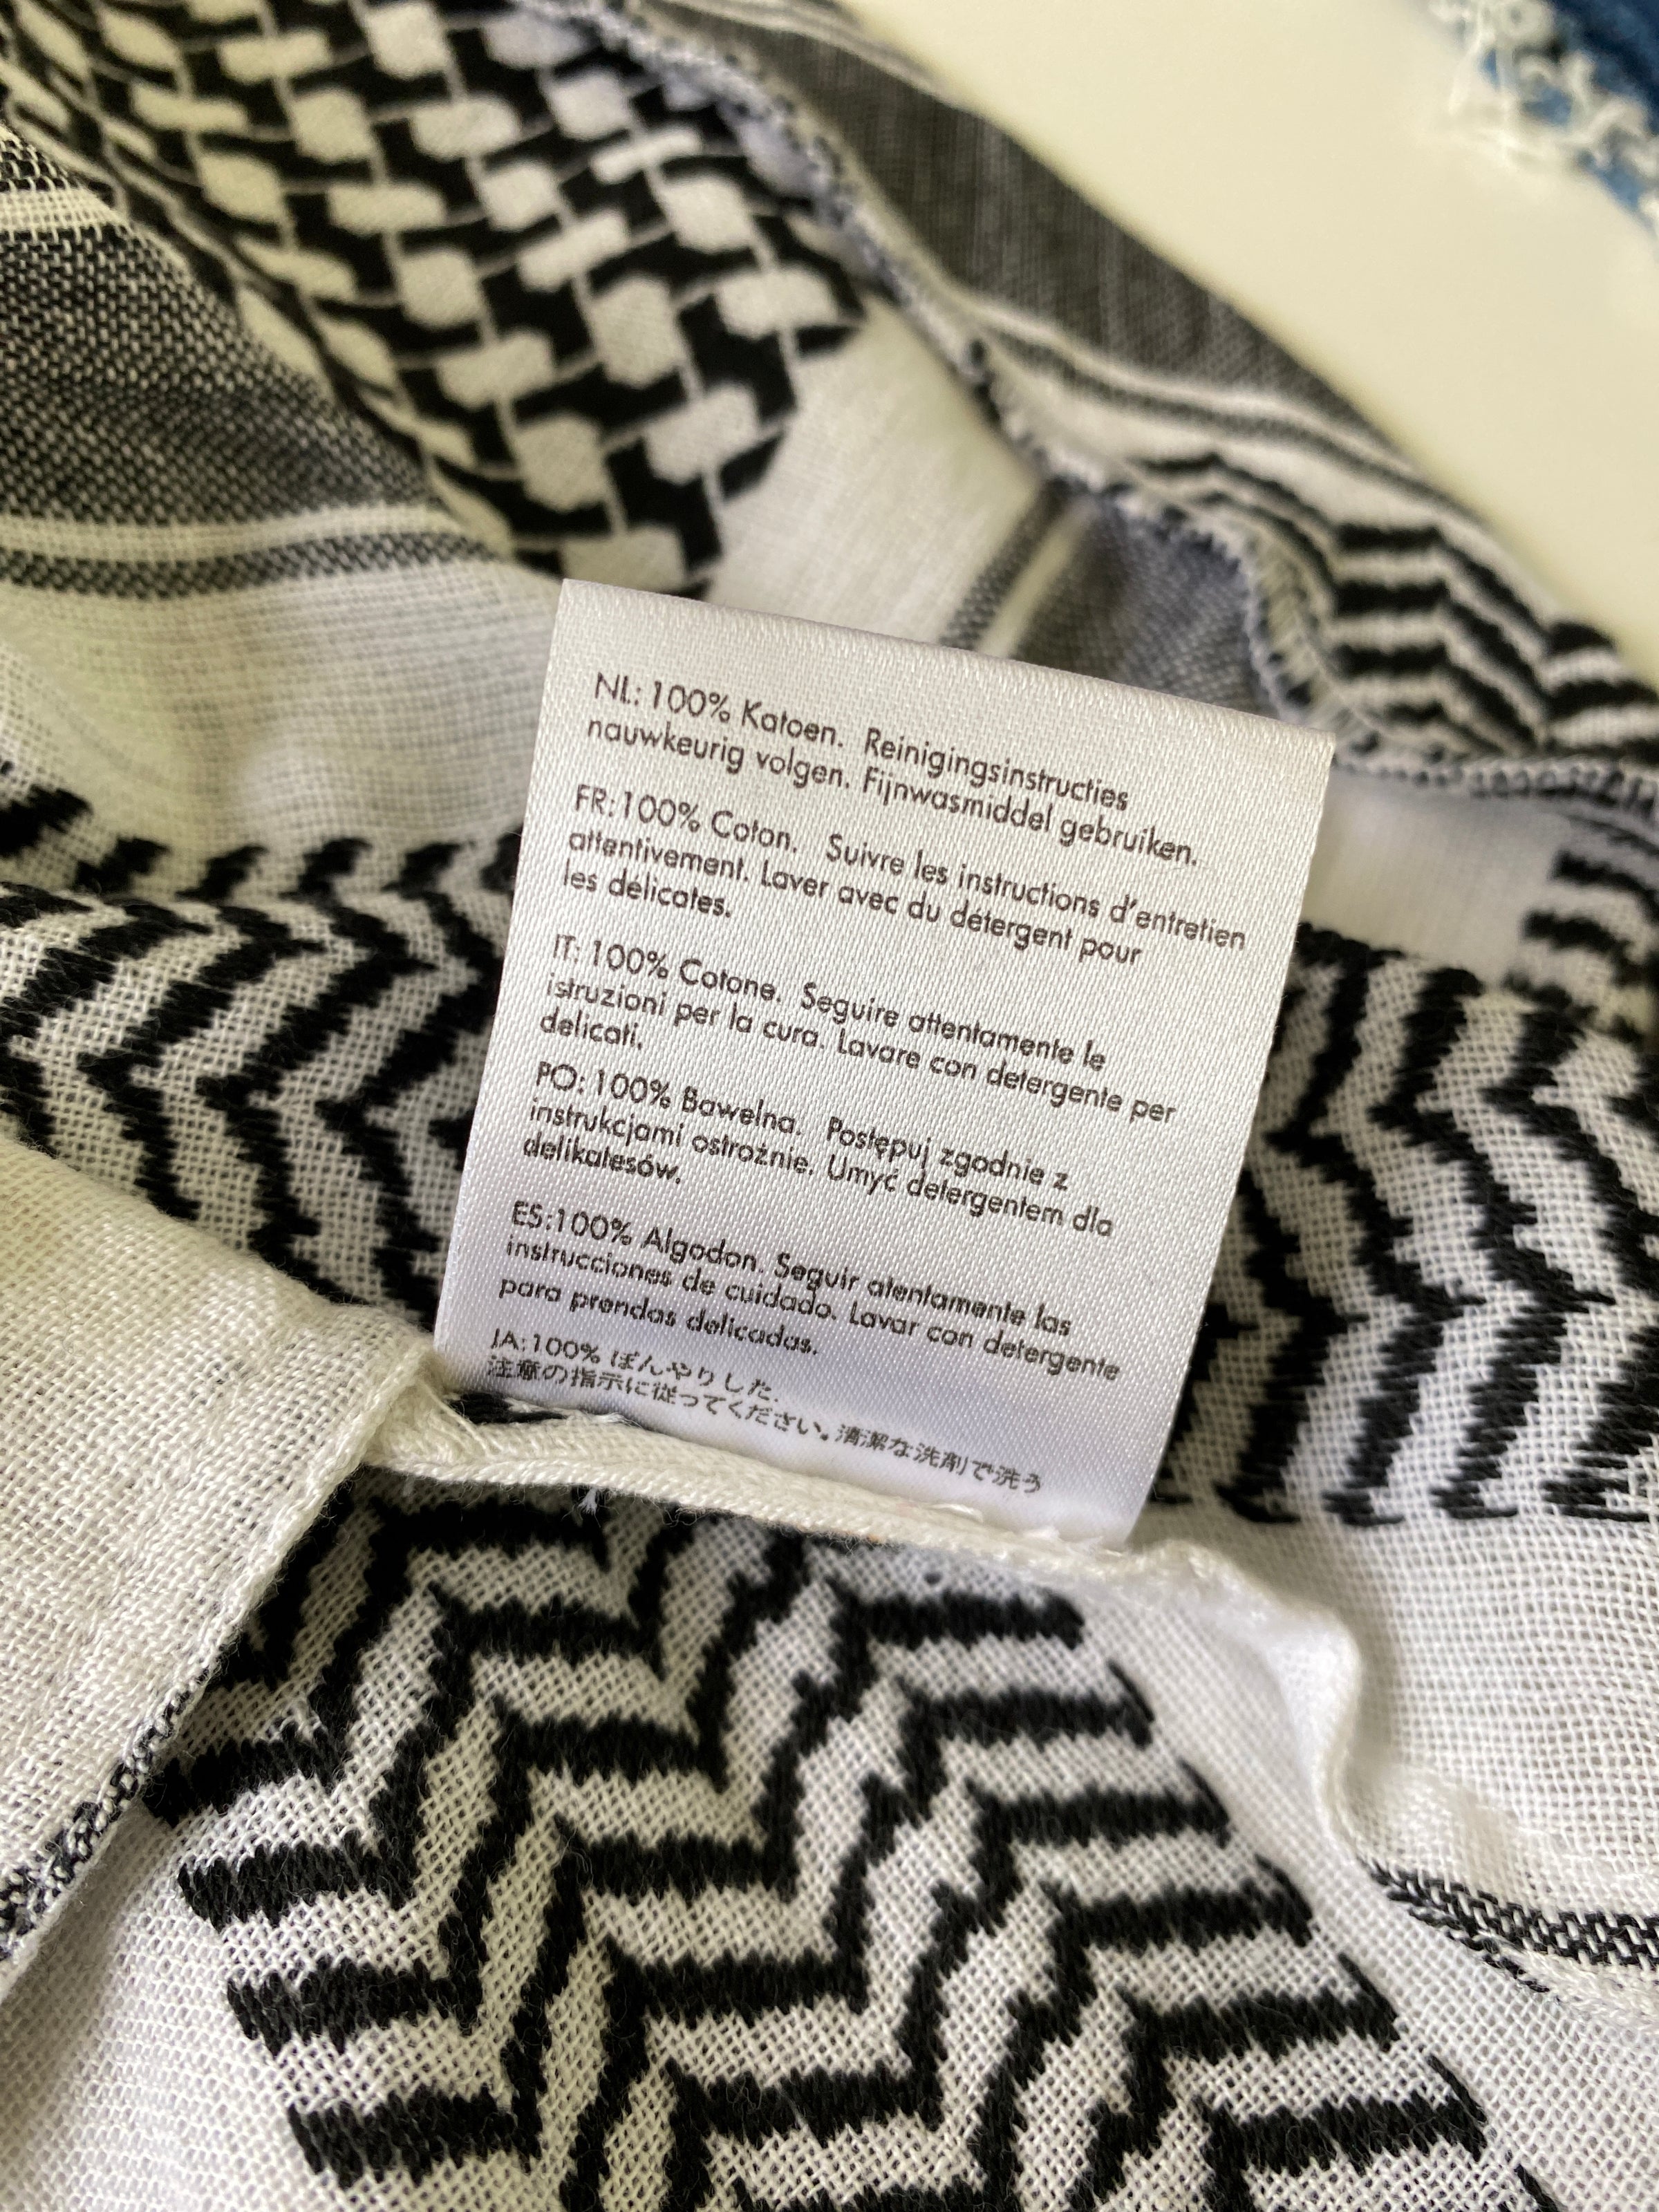 NL: 100% Katoen. Reinigingsinstructies
nauwkeurig volgen. Fijnwasmiddel gebruiken.
FR:100% Coton. Suivre les instructions d'entretien
attentivement. Laver avec du détergent pour
les délicates.
IT: 100% Cotone. Seguire attentamente le
istruzioni per la cura. Lavare con detergente per
delicati.
PO: 100% Bawelna. Postępuj zgodnie z
instrukcjami ostrożnie. Umyć detergentem dla
delikatesów.
ES:100% Algodon. Seguir atentamente las
instrucciones de cuidado. Lavar con detergente
para prendas delicadas.
JA:100% ぼんやりした.
注意の指示に従ってください。清潔な洗剤で洗う